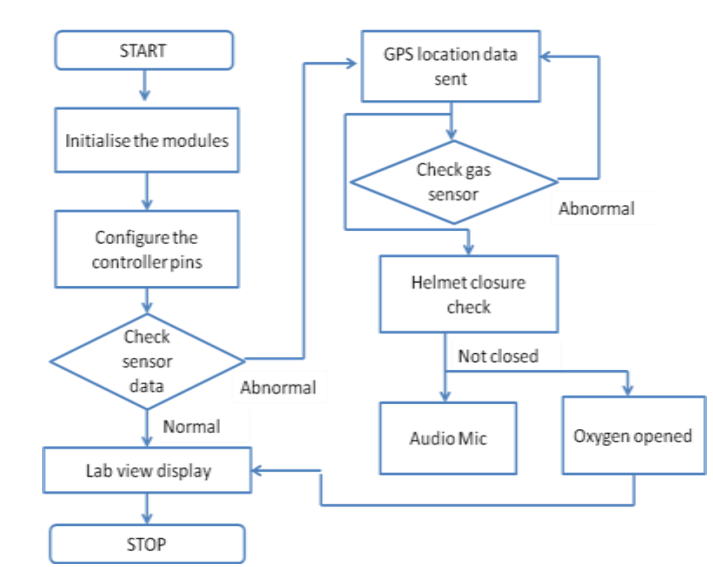 START
Initialise the modules
Configure the
controller pins
Check
sensor
data
Abnormal
Normal
Lab view display
STOP
GPS location data
sent
Check gas
sensor
Abnormal
Helmet closure
check
Not closed
Audio Mic
Oxygen opened